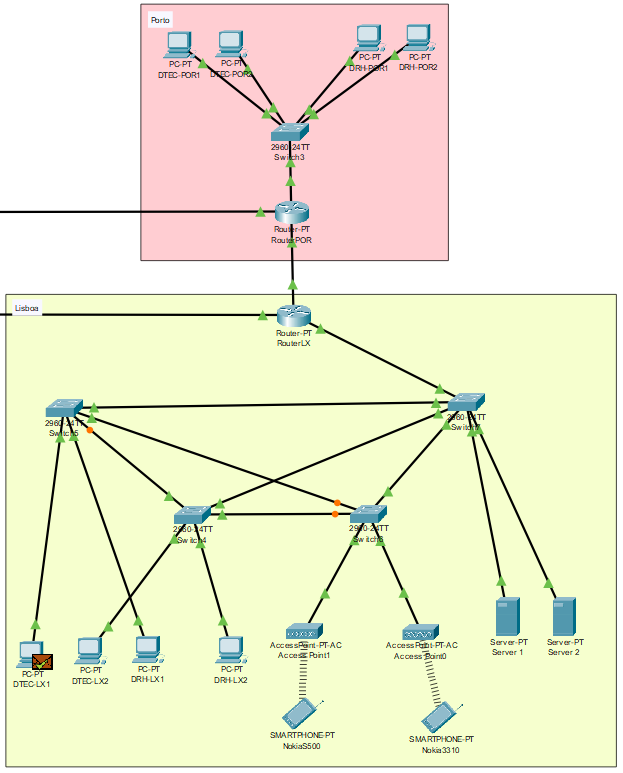 Porto
PC-PT
DTEC-POR1
PC-PT
DTEC-POR2
PC-PT
DRH-POR1
PC-PT
DRH-POR2
2960-24TT
Switch3
Router-PT
RouterPOR
Lisboa
Router-PT
RouterLX
2960-24TT
Switch5
2960-24TT
Switch7
2960-24TT
Switch4
2960-24TT
Switch6
PC-PT
DTEC-LX1
PC-PT
DTEC-LX2
PC-PT
DRH-LX1
PC-PT
DRH-LX2
AccessPoint-PT-AC
Access Point1
AccessPoint-PT-AC
Access Point0
Server-PT
Server 1
Server-PT
Server 2
SMARTPHONE-PT
NokiaS500
SMARTPHONE-PT
Nokia3310